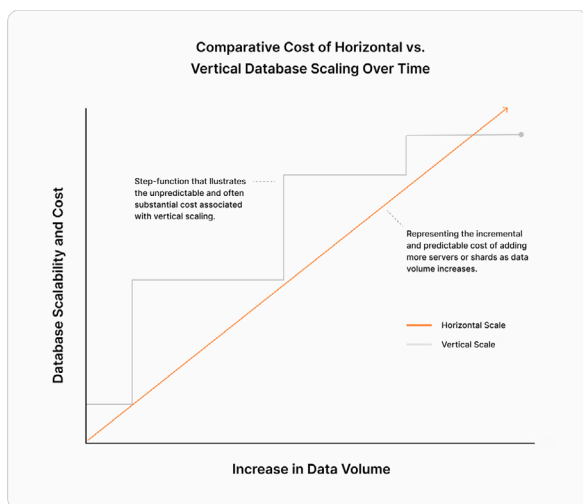 Comparative Cost of Horizontal vs.
Vertical Database Scaling Over Time
Database Scalability and Cost
Step-function that llustrates
the unpredictable and often
substantial cost associated
with vertical scaling.
Representing the incremental
and predictable cost of adding
more servers or shards as data
volume increases.
Horizontal Scale
Vertical Scale
Increase in Data Volume